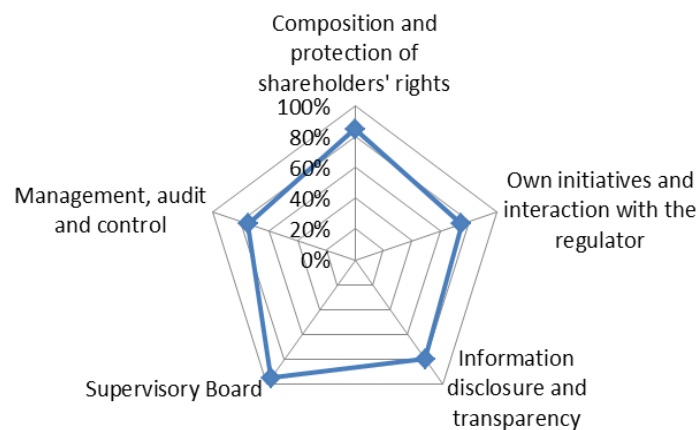 Composition and
protection of
shareholders' rights
100%
80%
60%
40%
20%
0%
Own initiatives and
interaction with the
regulator
Information
disclosure and
transparency
Supervisory Board
Management, audit
and control